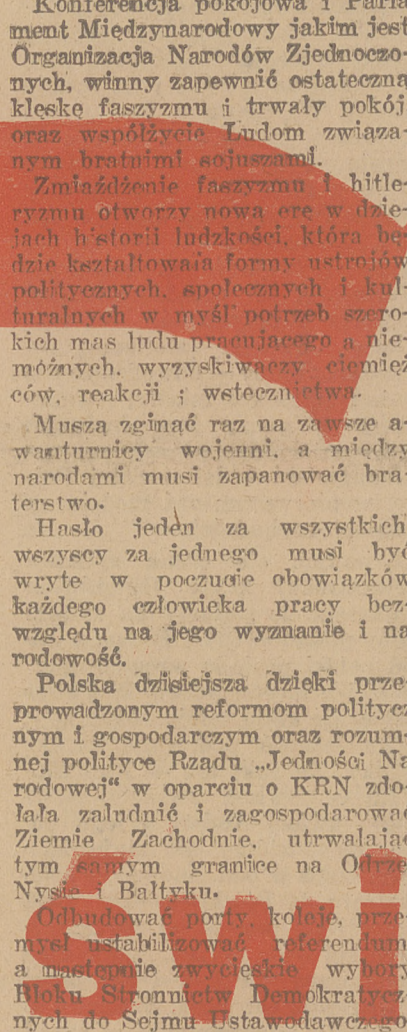 Konferencja pokojowa i Parla
ment Międzynarodowy jakim jest
Organizacja Narodów Zjednoczo-
nych, winny zapewnić ostateczną
klęskę faszyzmu i trwały pokój
oraz współżycie Ludom związa-
nym bratnimi sojuszami.
Zmiażdżenie faszyzmu i hitle-
ryzmu otworzy nową erę w dzie-
jach historii ludzkości, która bę-
dzie kształtowała formy ustrojów
politycznych, społecznych i kul-
turalnych w myśl potrzeb szero-
kich mas ludu pracującego a nie
możnych, wyzyskiwaczy, ciemięż
ców, reakcji i wstecznictwa.
Muszą zginąć raz na zawsze a-
wanturnicy wojenni, a między
narodami musi zapanować bra-
terstwo.
Hasło jeden za wszystkich
wszyscy za jednego musi być
wryte w poczucie obowiązków
każdego człowieka pracy bez-
względu na jego wyznanie i na
rodowość.
Polska dzisiejsza dzięki prze-
prowadzonym reformom politycz
nym i gospodarczym oraz rozum-
nej polityce Rządu „Jedności Na
rodowej“ w oparciu o KRN zdo-
łała zaludnić i zagospodarować
Ziemie Zachodnie, utrwalając
tym samym granice na Odrze
Nysie i Bałtyku.
Odbudować porty, koleje, prze-
mysł ustabilizować, referendum
a następnie zwycięskie wybory
Bloku Stronnictw Demokratycz
nych do Sejmu Ustawodawczego
świ